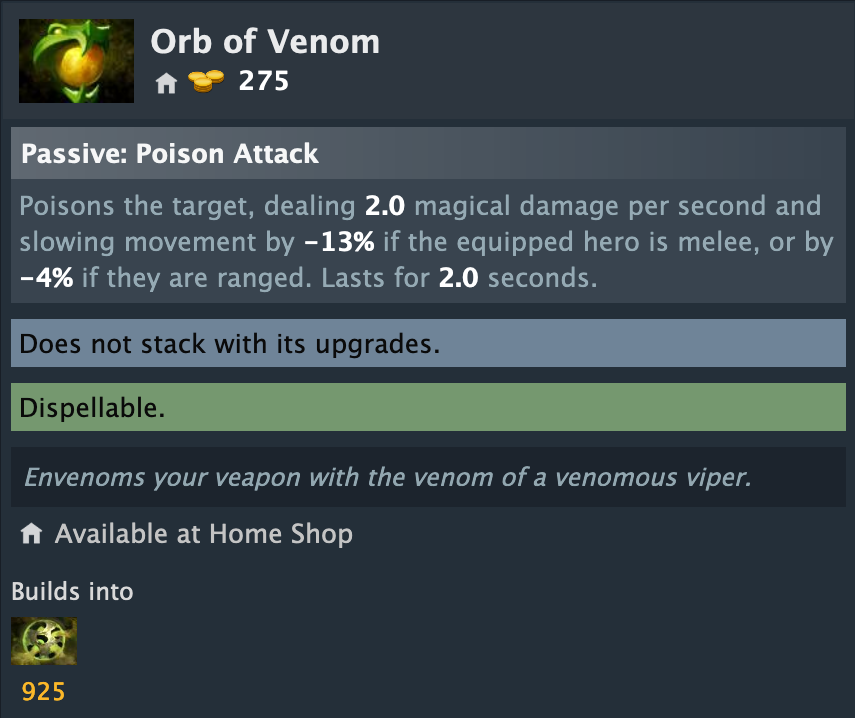 Orb of Venom
275
Passive: Poison Attack
Poisons the target, dealing 2.0 magical damage per second and
slowing movement by -13% if the equipped hero is melee, or by
-4% if they are ranged. Lasts for 2.0 seconds.
Does not stack with its upgrades.
Dispellable.
Envenoms your veapon with the venom of a venomous viper.
Available at Home Shop
Builds into
925